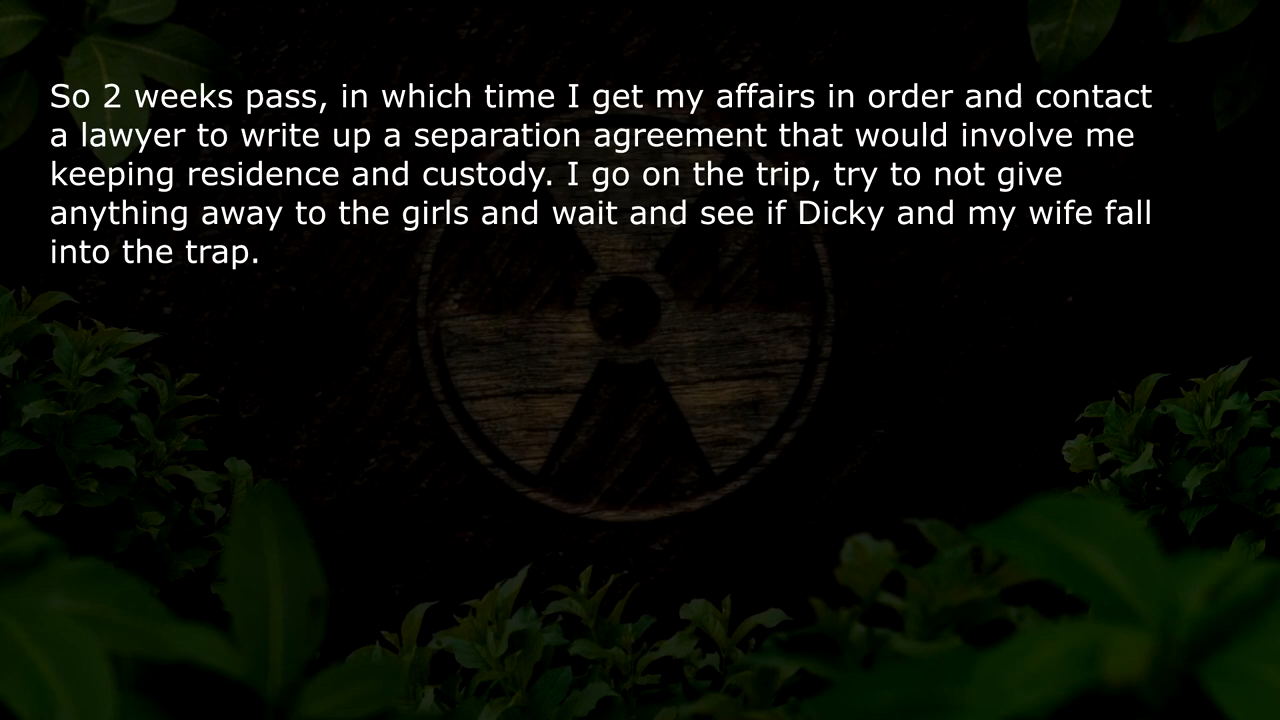 So 2 weeks pass, in which time I get my affairs in order and contact
a lawyer to write up a separation agreement that would involve me
keeping residence and custody. I go on the trip, try to not give
anything away to the girls and wait and see if Dicky and my wife fall
into the trap.